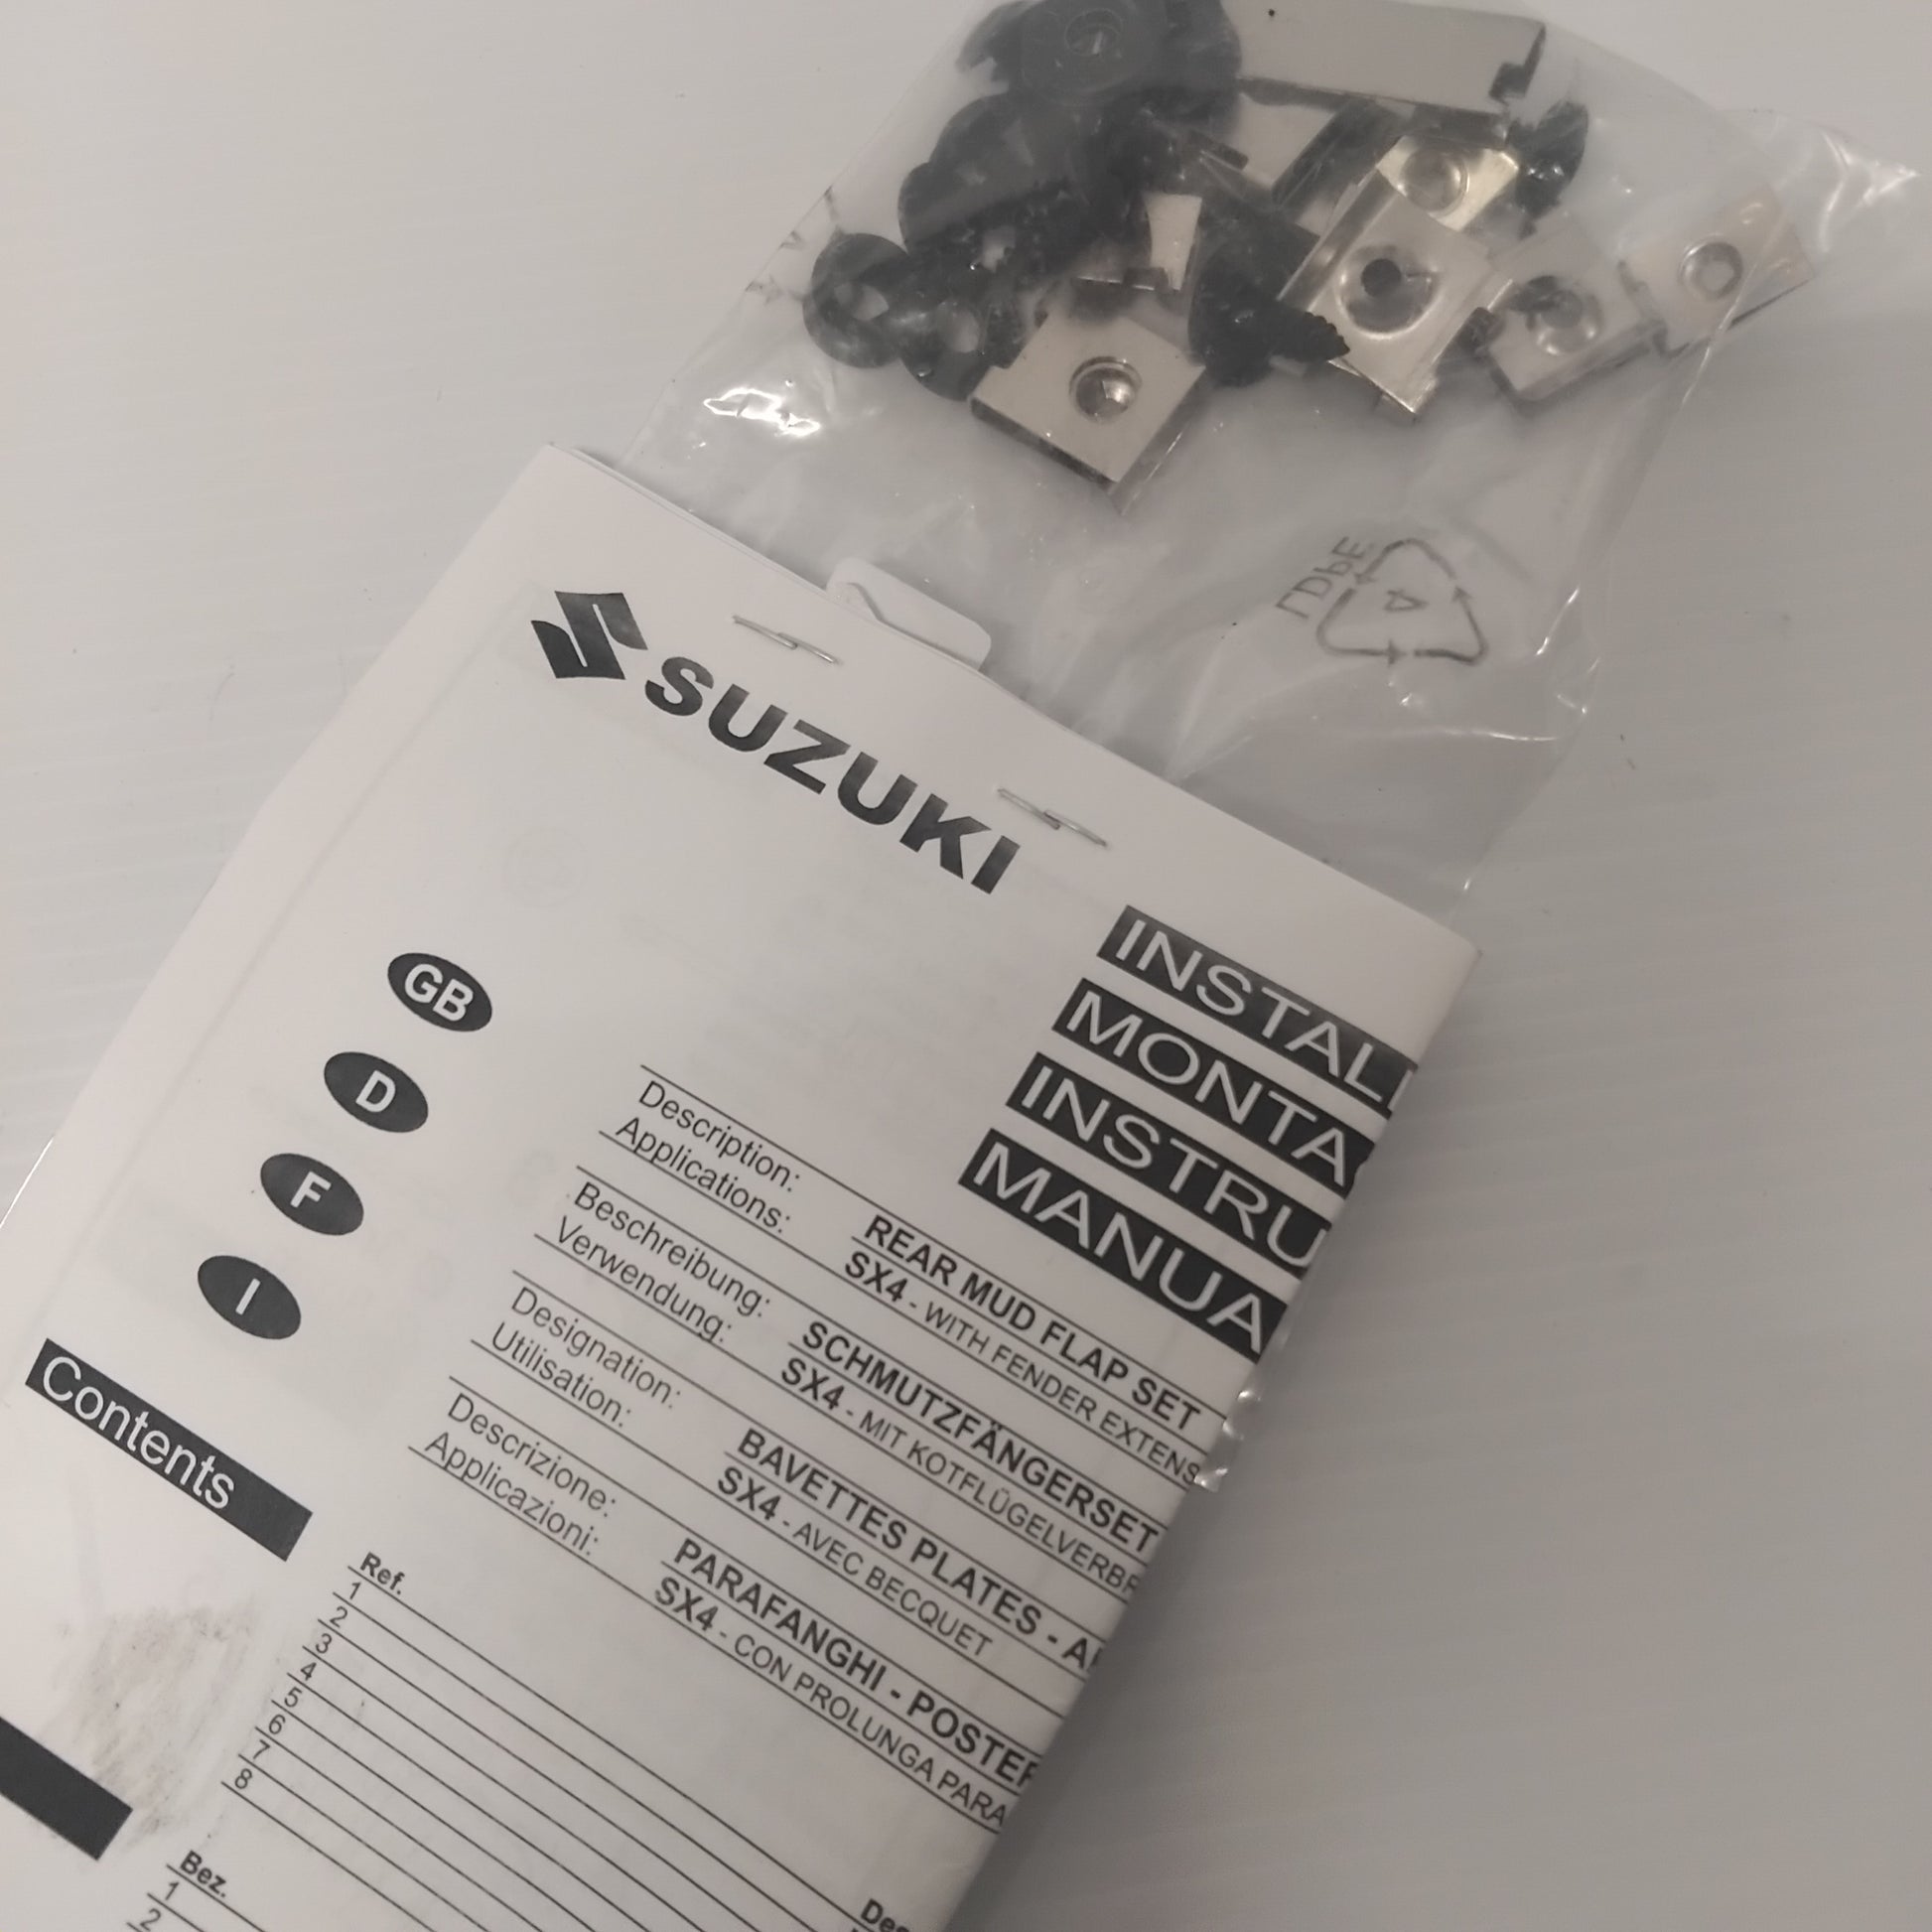 LDPE
4
SUZUKI
INSTAL
MONTA
INSTRU
MANUA
GB
D
F
I
Description: REAR MUD FLAP SET
Applications: SX4 - WITH FENDER EXTENS
Beschreibung: SCHMUTZFÄNGERSET
Verwendung: SX4 - MIT KOTFLÜGELVERBR
Designation: BAVETTES PLATES - A
Utilisation: SX4 - AVEC BECQUET
Descrizione: PARAFANGHI - POSTER
Applicazioni: SX4 - CON PROLUNGA PARA
Contents
Ref. Des
1
2
3
4
5
6
7
8
Bez.
1
2